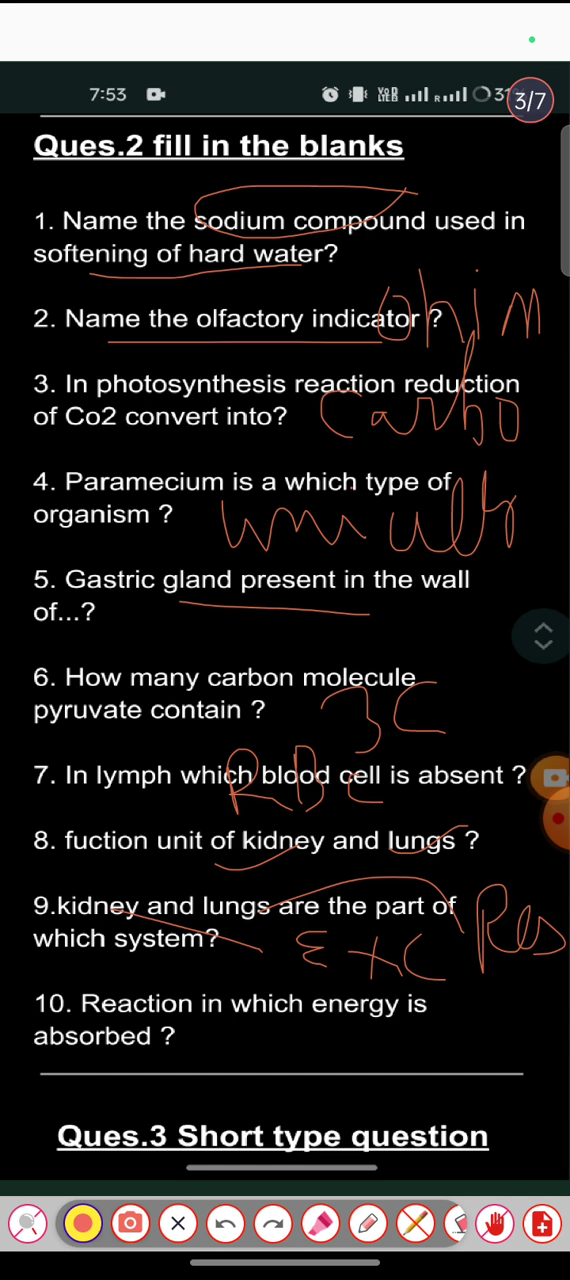 7:53
3/7
Ques.2 fill in the blanks
1. Name the sodium compound used in
softening of hard water?
2. Name the olfactory indicator ?
3. In photosynthesis reaction reduction
of Co2 convert into?
Carbo
4. Paramecium is a which type of
organism ?
5. Gastric gland present in the wall
of...?
6. How many carbon molecule
pyruvate contain ?
3C
7. In lymph which blood cell is absent ?
RBC
8. fuction unit of kidney and lungs ?
9.kidney and lungs are the part of
which system?
Exc
Res
10. Reaction in which energy is
absorbed ?
Ques.3 Short type question